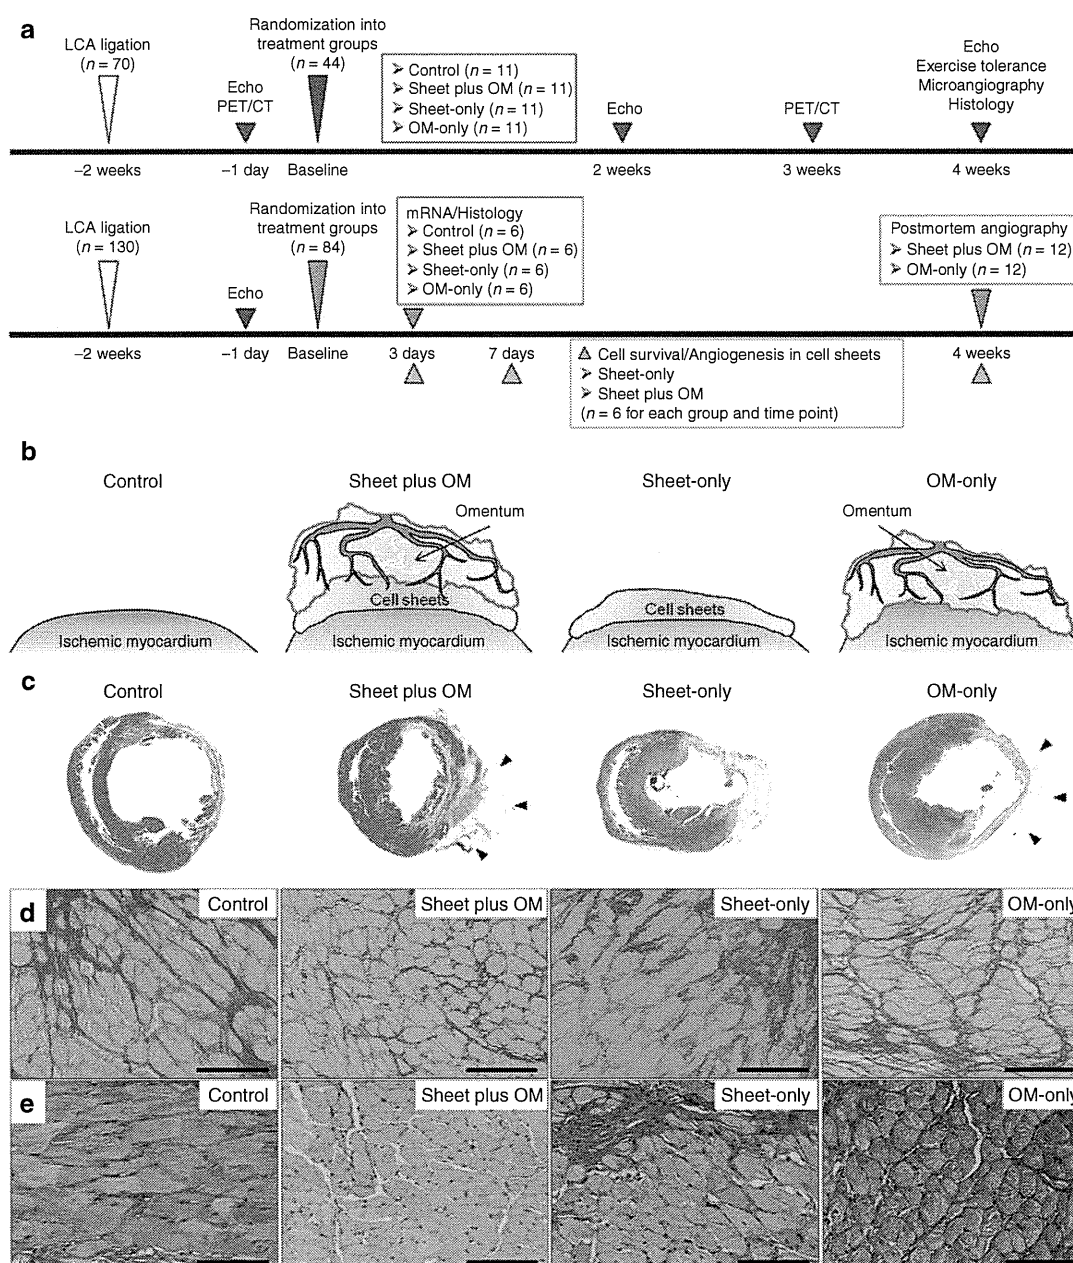 a
LCA ligation
(n = 70)
Echo
PET/CT
Randomization into
treatment groups
(n = 44)
➢ Control (n = 11)
➢ Sheet plus OM (n = 11)
➢ Sheet-only (n = 11)
➢ OM-only (n = 11)
Echo
PET/CT
Echo
Exercise tolerance
Microangiography
Histology
–2 weeks
–1 day
Baseline
2 weeks
3 weeks
4 weeks
LCA ligation
(n = 130)
Echo
Randomization into
treatment groups
(n = 84)
mRNA/Histology
➢ Control (n = 6)
➢ Sheet plus OM (n = 6)
➢ Sheet-only (n = 6)
➢ OM-only (n = 6)
Postmortem angiography
➢ Sheet plus OM (n = 12)
➢ OM-only (n = 12)
–2 weeks
–1 day
Baseline
3 days
7 days
4 weeks
Cell survival/Angiogenesis in cell sheets
➢ Sheet-only
➢ Sheet plus OM
(n = 6 for each group and time point)
b
Control
Sheet plus OM
Sheet-only
OM-only
Omentum
Omentum
Cell sheets
Cell sheets
Ischemic myocardium
Ischemic myocardium
Ischemic myocardium
Ischemic myocardium
c
Control
Sheet plus OM
Sheet-only
OM-only
d
Control
Sheet plus OM
Sheet-only
OM-only
e
Control
Sheet plus OM
Sheet-only
OM-only